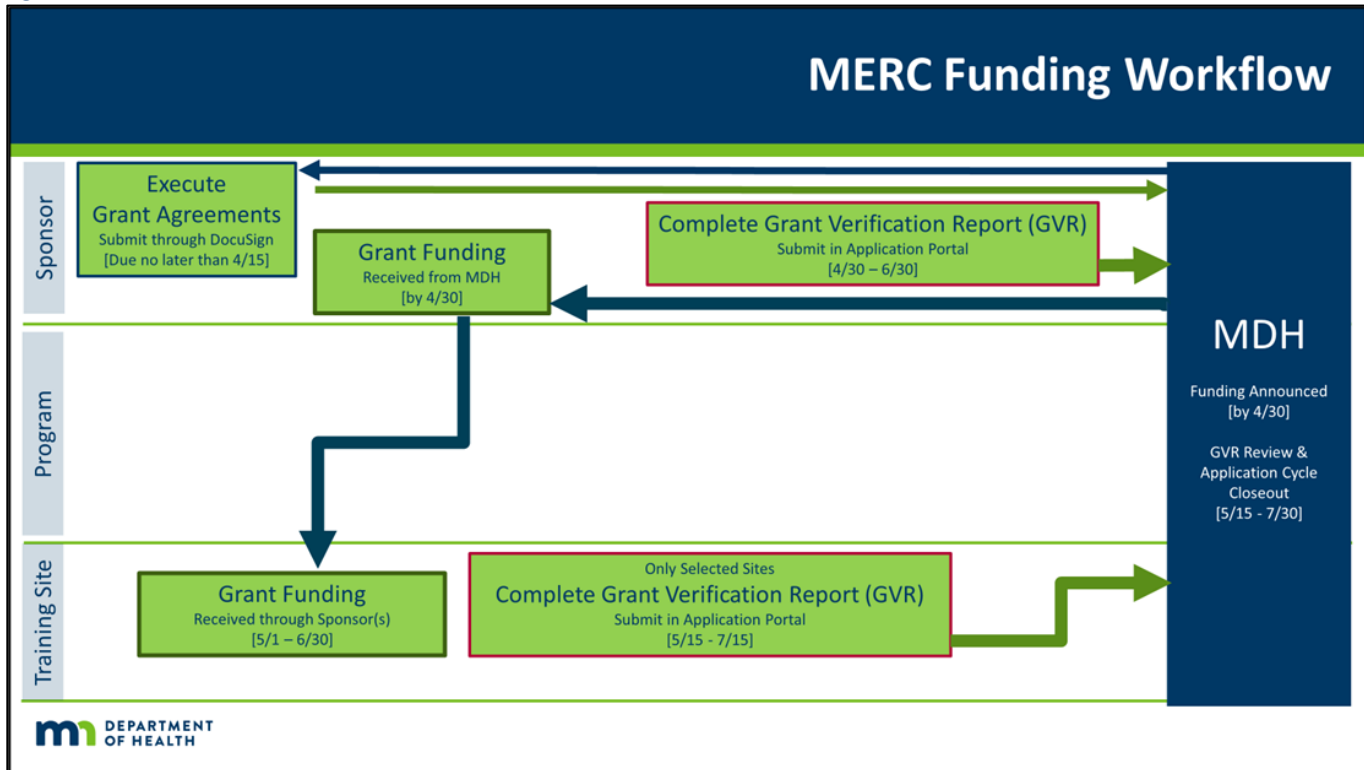 MERC Funding Workflow
Sponsor
Execute
Grant Agreements
Submit through DocuSign
[Due no later than 4/15]
Grant Funding
Received from MDH
[by 4/30]
Complete Grant Verification Report (GVR)
Submit in Application Portal
[4/30 – 6/30]
MDH
Funding Announced
[by 4/30]
GVR Review &
Application Cycle
Closeout
[5/15 - 7/30]
Program
Training Site
Grant Funding
Received through Sponsor(s)
[5/1 – 6/30]
Only Selected Sites
Complete Grant Verification Report (GVR)
Submit in Application Portal
[5/15 - 7/15]
mn DEPARTMENT
OF HEALTH